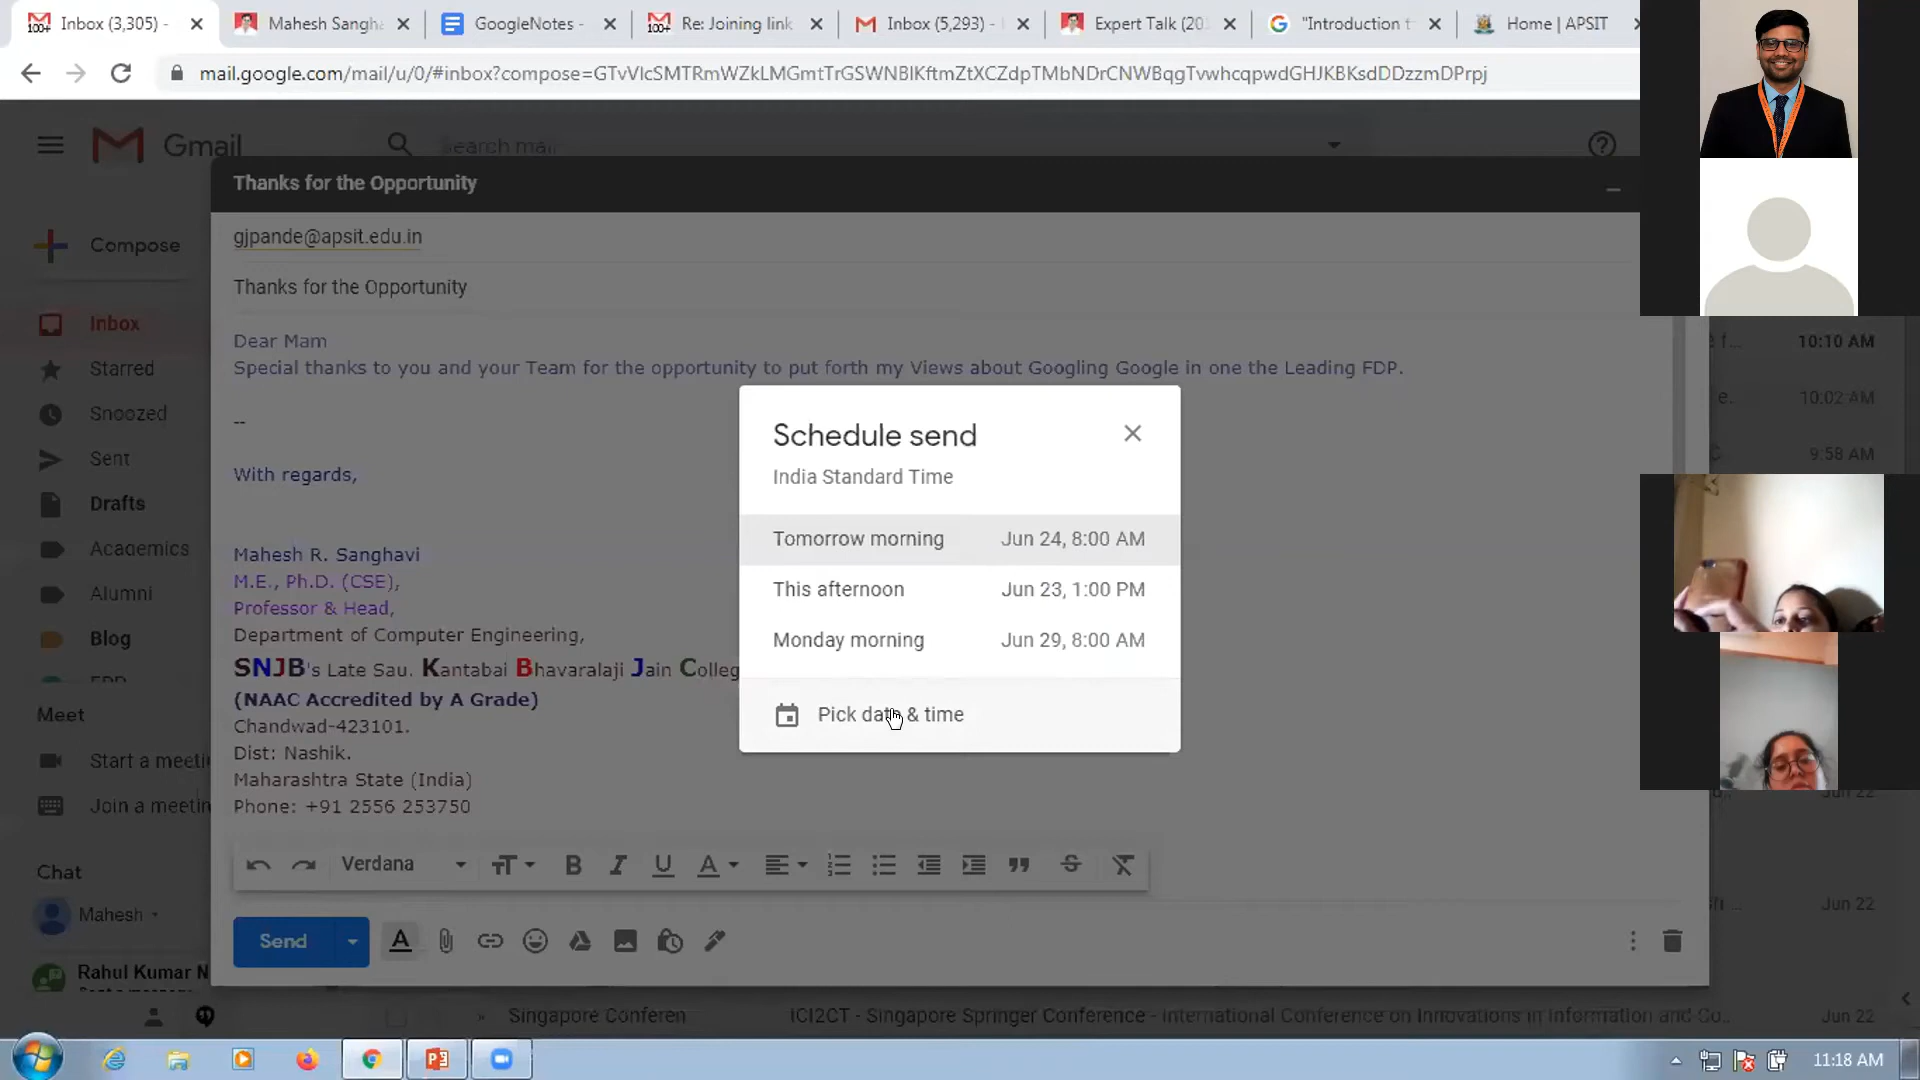 Inbox (3,305) -
Mahesh Sangha
GoogleNotes -
Re: Joining link
Inbox (5,293) -
Expert Talk (20
"Introduction t
Home | APSIT
mail.google.com/mail/u/0/#inbox?compose=GTvVlcSMTRmWZkLMGmtTrGSWNBlKftmZtXCZdpTMbNDrCNWBqgTvwhcqpwdGHJKBKsdDDzzmDPrpj
Gmail
Search mail
Thanks for the Opportunity
gjpande@apsit.edu.in
Compose
Thanks for the Opportunity
Inbox
Dear Mam
10:10 AM
Starred
Special thanks to you and your Team for the opportunity to put forth my Views about Googling Google in one the Leading FDP.
Snoozed
10:02 AM
--
Schedule send
Sent
9:58 AM
With regards,
India Standard Time
Drafts
Tomorrow morning Jun 24, 8:00 AM
Academics
Mahesh R. Sanghavi
M.E., Ph.D. (CSE),
This afternoon Jun 23, 1:00 PM
Alumni
Professor & Head,
Department of Computer Engineering,
Monday morning Jun 29, 8:00 AM
Blog
SNJB's Late Sau. Kantabai Bhavaralaji Jain Colleg
(NAAC Accredited by A Grade)
Pick date & time
Meet
Chandwad-423101.
Dist: Nashik.
Start a meeti
Maharashtra State (India)
Join a meetin
Phone: +91 2556 253750
Jun 22
Verdana
Chat
Mahesh
Jun 22
Send
Rahul Kumar N
Singapore Conferen
ICI2CT - Singapore Springer Conference - International Conference on Innovations in Information and Co...
Jun 22
11:18 AM